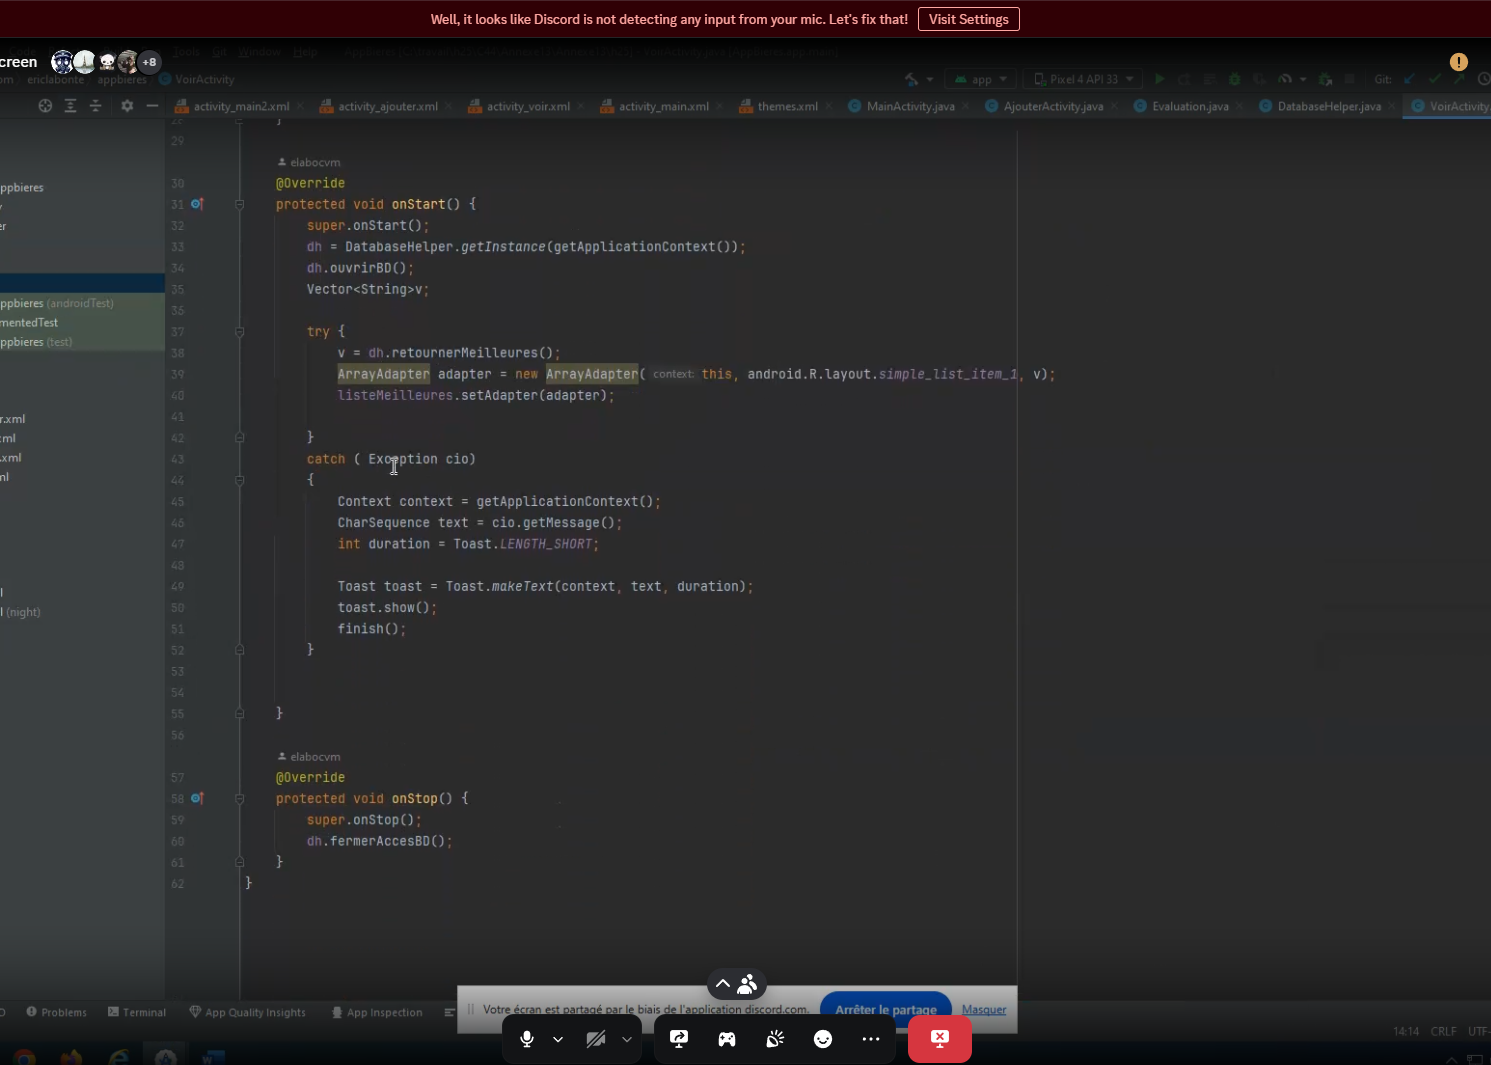 Well, it looks like Discord is not detecting any input from your mic. Let's fix that! Visit Settings
Tools Git Window Help
creen +8
om ericlabonte appbieres VoirActivity app Pixel 4 API 33 Git:
activity_main2.xml activity_ajouter.xml activity_voir.xml activity_main.xml themes.xml MainActivity.java AjouterActivity.java Evaluation.java DatabaseHelper.java VoirActivity.
29
elabocvm
30 @Override
31 protected void onStart() {
32 super.onStart();
33 dh = DatabaseHelper.getInstance(getApplicationContext());
34 dh.ouvrirBD();
35 Vector<String>v;
36
37 try {
38 v = dh.retournerMeilleures();
39 ArrayAdapter adapter = new ArrayAdapter( context: this, android.R.layout.simple_list_item_1, v);
40 listeMeilleures.setAdapter(adapter);
41
42 }
43 catch ( Exception cio)
44 {
45 Context context = getApplicationContext();
46 CharSequence text = cio.getMessage();
47 int duration = Toast.LENGTH_SHORT;
48
49 Toast toast = Toast.makeText(context, text, duration);
50 toast.show();
51 finish();
52 }
53
54
55 }
56
elabocvm
57 @Override
58 protected void onStop() {
59 super.onStop();
60 dh.fermerAccesBD();
61 }
62 }
ppbieres
er
ppbieres (androidTest)
mentedTest
ppbieres (test)
r.xml
ml
.xml
ml
l
l (night)
Problems Terminal App Quality Insights App Inspection
Votre écran est partagé par le biais de l'application discord.com. Arrêter le partage Masquer
14:14 CRLF UTF-